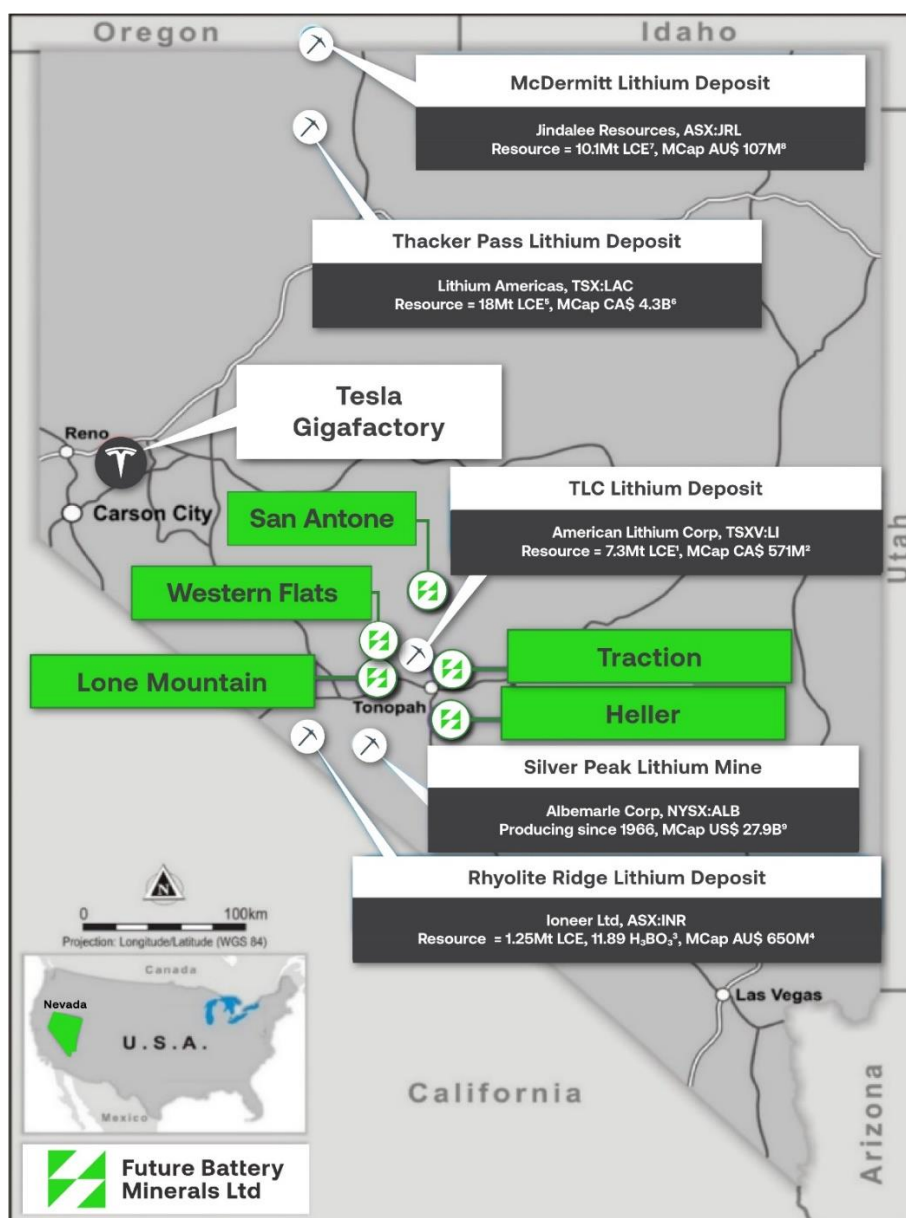 Oregon
Idaho
McDermitt Lithium Deposit
Jindalee Resources, ASX:JRL
Resource = 10.1Mt LCE⁷, MCap AU$ 107M⁸
Thacker Pass Lithium Deposit
Lithium Americas, TSX:LAC
Resource = 18Mt LCE⁵, MCap CA$ 4.3B⁶
Tesla
Gigafactory
Reno
Carson City
TLC Lithium Deposit
American Lithium Corp, TSXV:LI
Resource = 7.3Mt LCE¹, MCap CA$ 571M²
Utah
San Antone
Western Flats
Lone Mountain
Traction
Tonopah
Heller
Silver Peak Lithium Mine
Albemarle Corp, NYSX:ALB
Producing since 1966, MCap US$ 27.9B⁹
Rhyolite Ridge Lithium Deposit
Ioneer Ltd, ASX:INR
Resource = 1.25Mt LCE, 11.89 H₃BO₃³, MCap AU$ 650M⁴
N
0 100km
Projection: Longitude/Latitude (WGS 84)
Canada
Nevada
U.S.A.
Mexico
Las Vegas
California
Arizona
Future Battery
Minerals Ltd